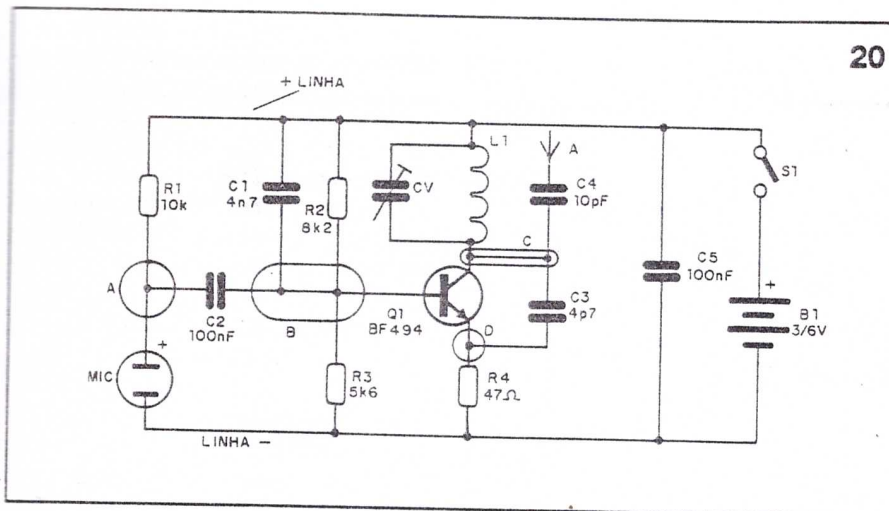 20
+ LINHA
R1
10k
C1
4n7
R2
8k2
CV
L1
A
C4
10pF
S1
C
A
C2
100nF
B
Q1
BF494
D
C3
4p7
C5
100nF
+
B1
3/6V
+
MIC
R3
5k6
R4
47Ω
LINHA -